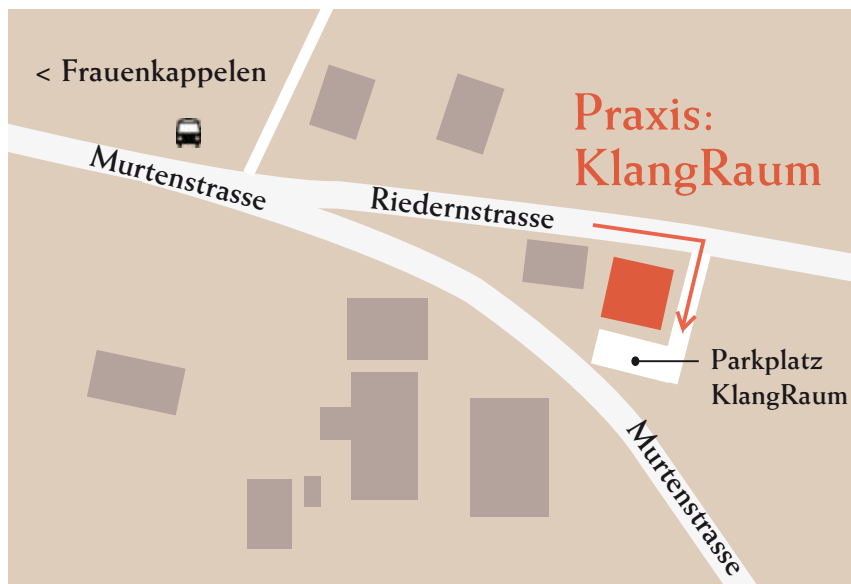 < Frauenkappelen
Praxis:
KlangRaum
Murtenstrasse
Riedernstrasse
Parkplatz
KlangRaum
Murtenstrasse